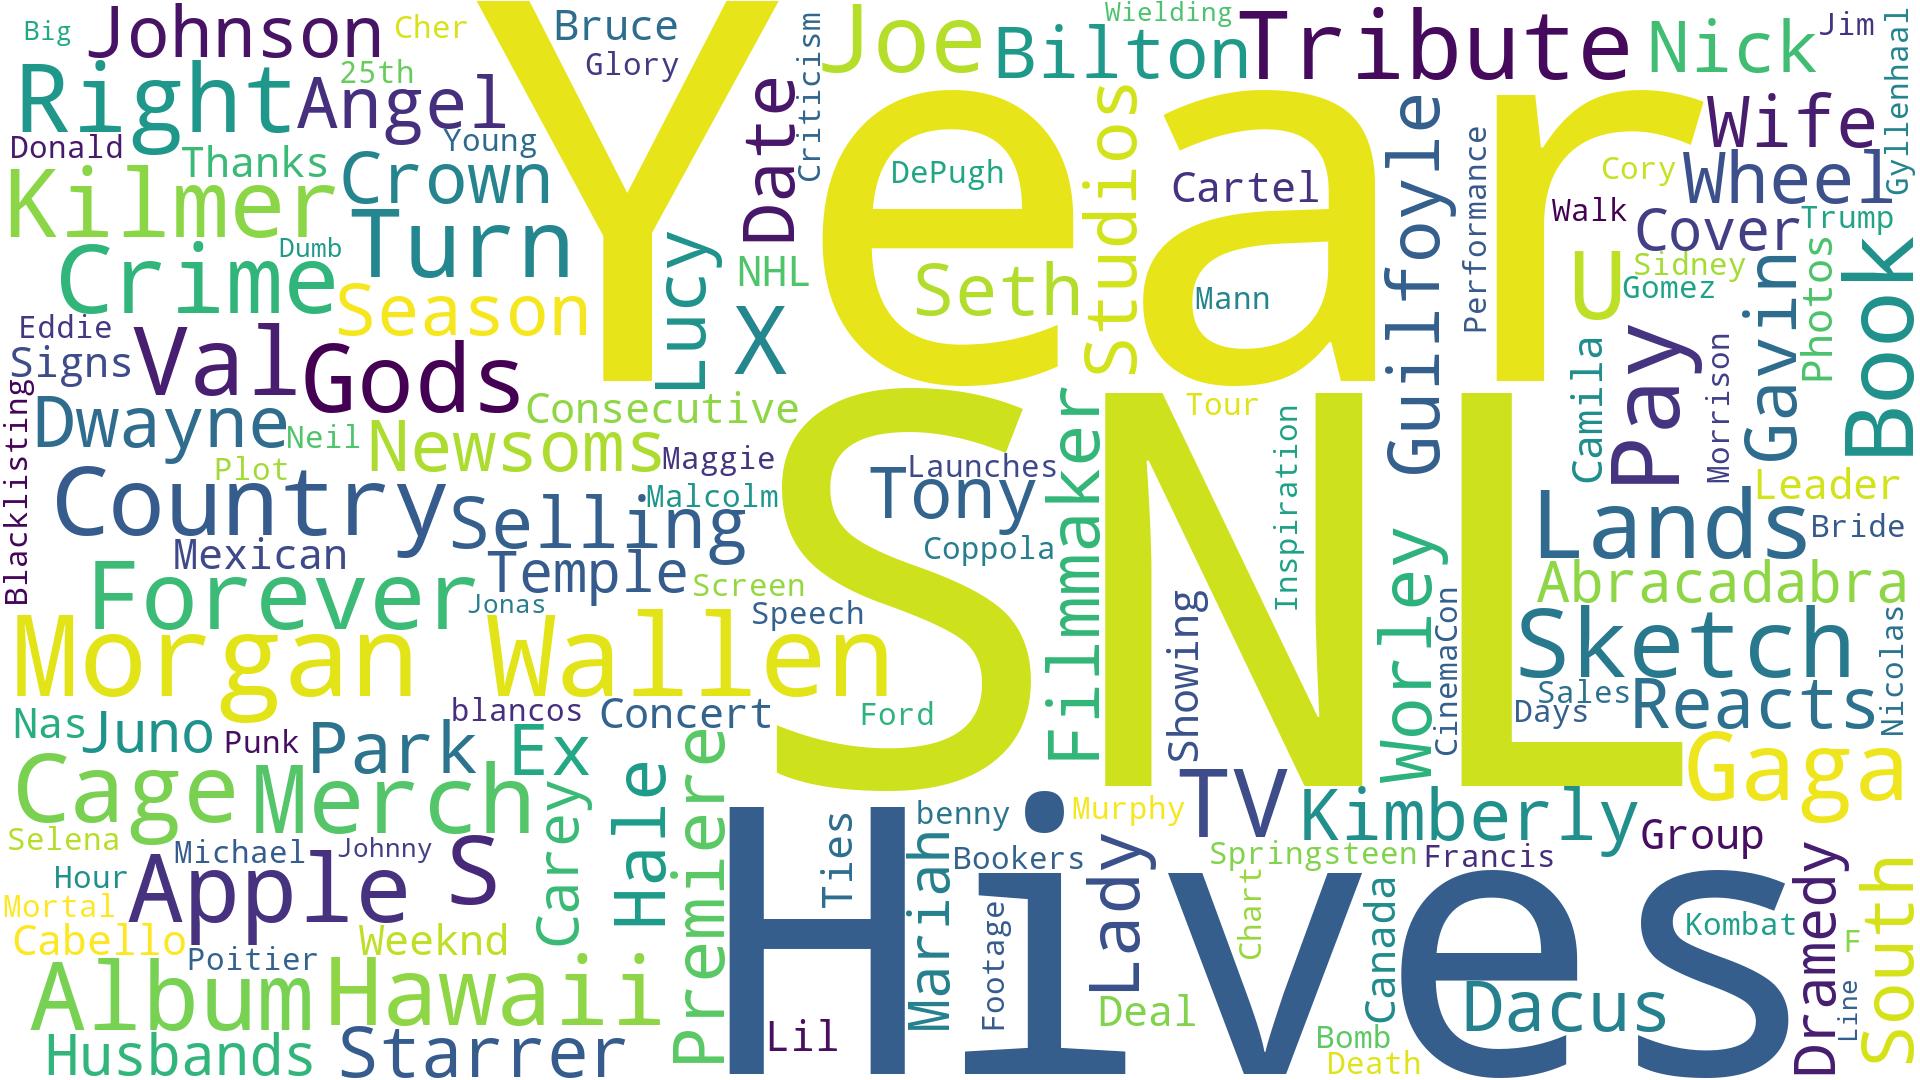 Big
Johnson
Cher
Bruce
Glory
Criticism
Joe
Wielding
Bilton
Tribute
Nick
Jim
Gyllenhaal
Right
25th
Angel
Year
Date
Studios
Guilfoyle
Performance
Wife
Donald
Thanks
Young
Crown
DePugh
Cartel
Cory
Wheel
Kilmer
Turn
Walk
Cover
Trump
Crime
Dumb
Lucy
NHL
Seth
Mann
U
Sidney
Gomez
Gavin
Photos
Book
Season
X
Eddie
Signs
Val
Gods
Camila
Pay
Morrison
Blacklisting
Dwayne
Neil
Consecutive
Newsoms
Maggie
SNL
Filmmaker
Tour
Inspiration
Plot
Country
Selling
Malcolm
Tony
Launches
Leader
Lands
Bride
Mexican
Temple
Coppola
Forever
Jonas
Screen
Speech
Showing
Worley
CinemaCon
Abracadabra
Sketch
Nicolas
Morgan Wallen
Sales
Days
Reacts
Nas
Juno
Punk
blancos
Concert
Ford
Park
Ex
Premiere
Gaga
Cage
Merch
Carey
Hale
TV
Hives
benny
Murphy
Kimberly
Group
Selena
Michael
Johnny
S
Ties
Mariah
Bookers
Lady
Springsteen
Francis
Dramedy
South
Hour
Apple
Chart
Canada
Mortal
Cabello
Weeknd
Footage
Kombat
F
Poitier
Album
Hawaii
Lil
Deal
Dacus
Line
Husbands
Starrer
Bomb
Death